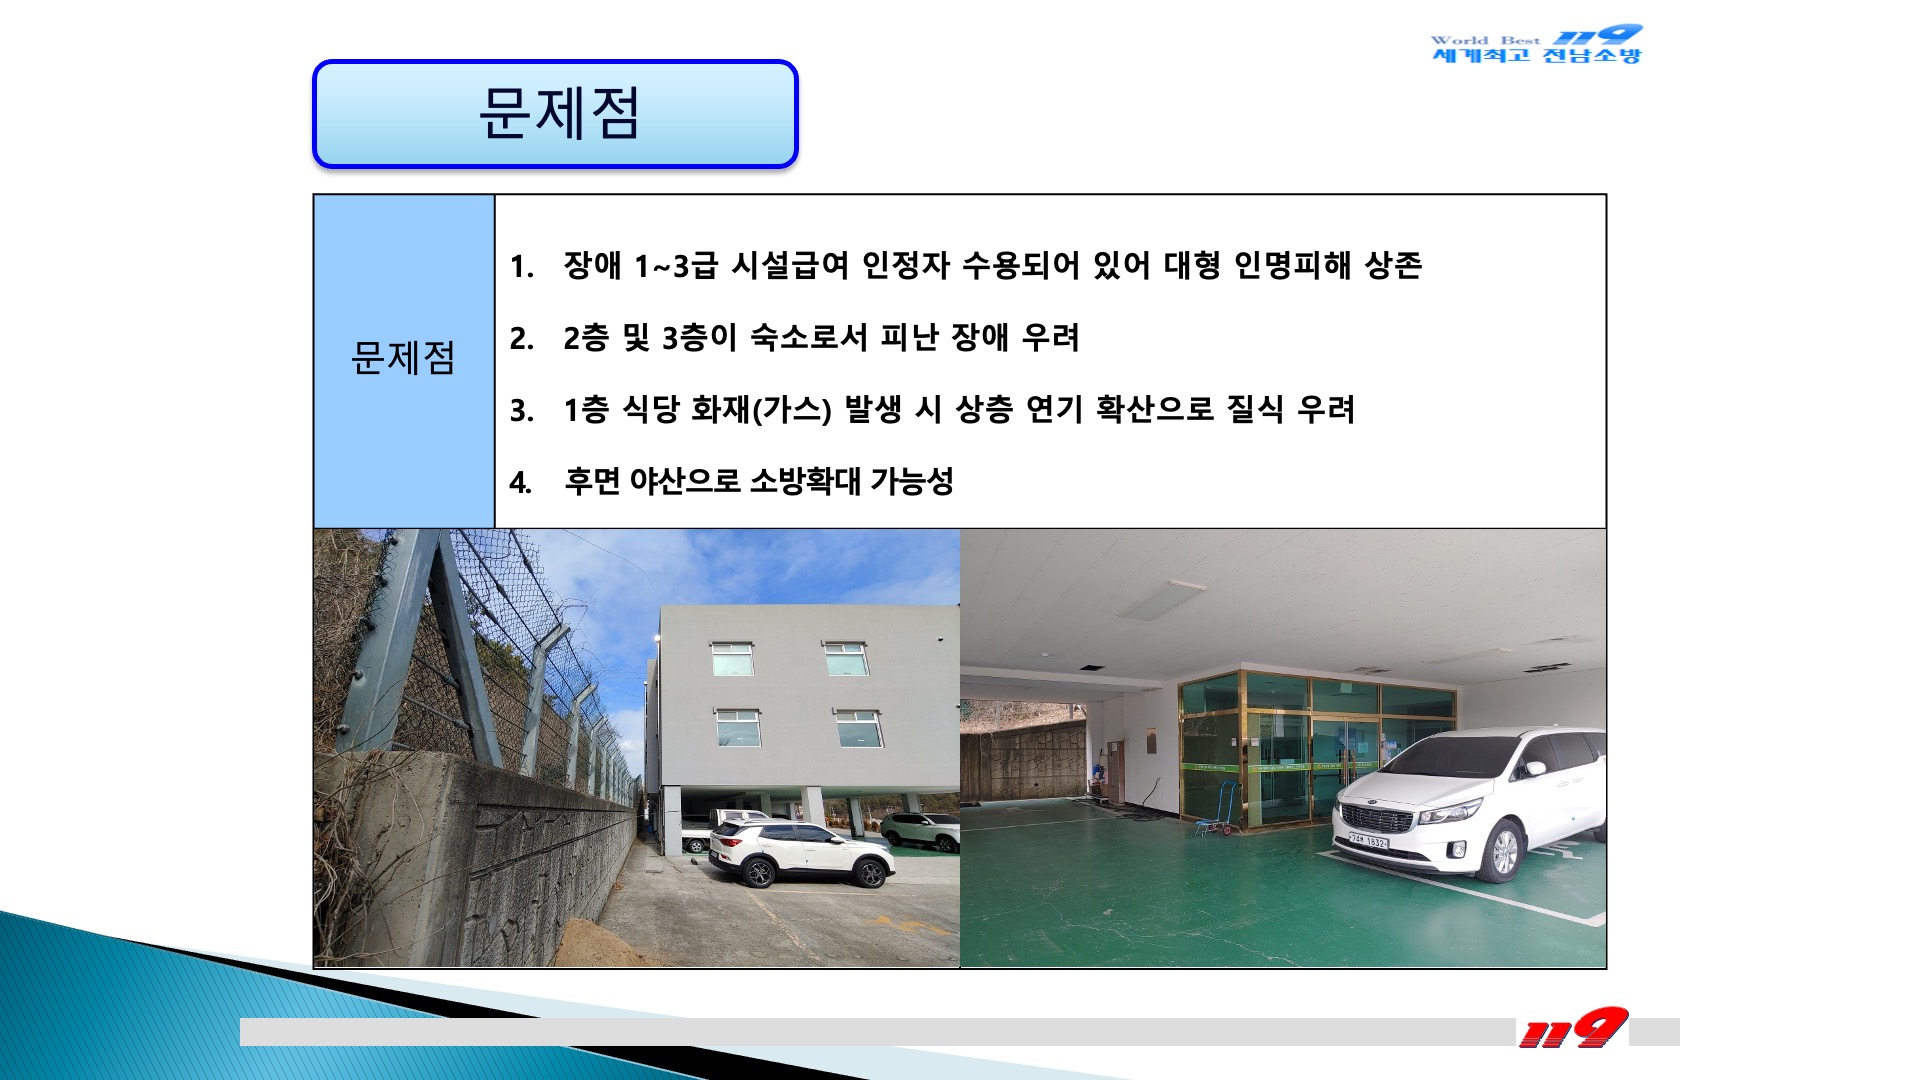 World Best 119
세계최고 전남소방
문제점
문제점
1. 장애 1~3급 시설급여 인정자 수용되어 있어 대형 인명피해 상존
2. 2층 및 3층이 숙소로서 피난 장애 우려
3. 1층 식당 화재(가스) 발생 시 상층 연기 확산으로 질식 우려
4. 후면 야산으로 소방확대 가능성
119